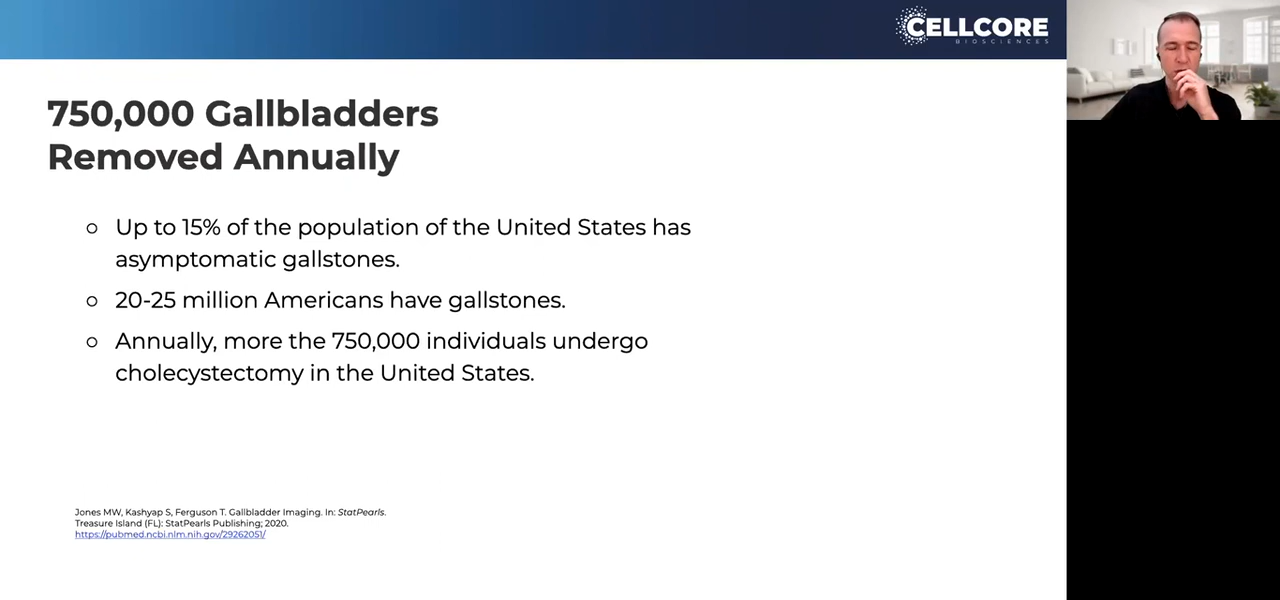 CELLCORE
BIOSCIENCES
750,000 Gallbladders
Removed Annually
○ Up to 15% of the population of the United States has
asymptomatic gallstones.
○ 20-25 million Americans have gallstones.
○ Annually, more the 750,000 individuals undergo
cholecystectomy in the United States.
Jones MW, Kashyap S, Ferguson T. Gallbladder Imaging. In: StatPearls.
Treasure Island (FL): StatPearls Publishing; 2020.
https://pubmed.ncbi.nlm.nih.gov/29262051/